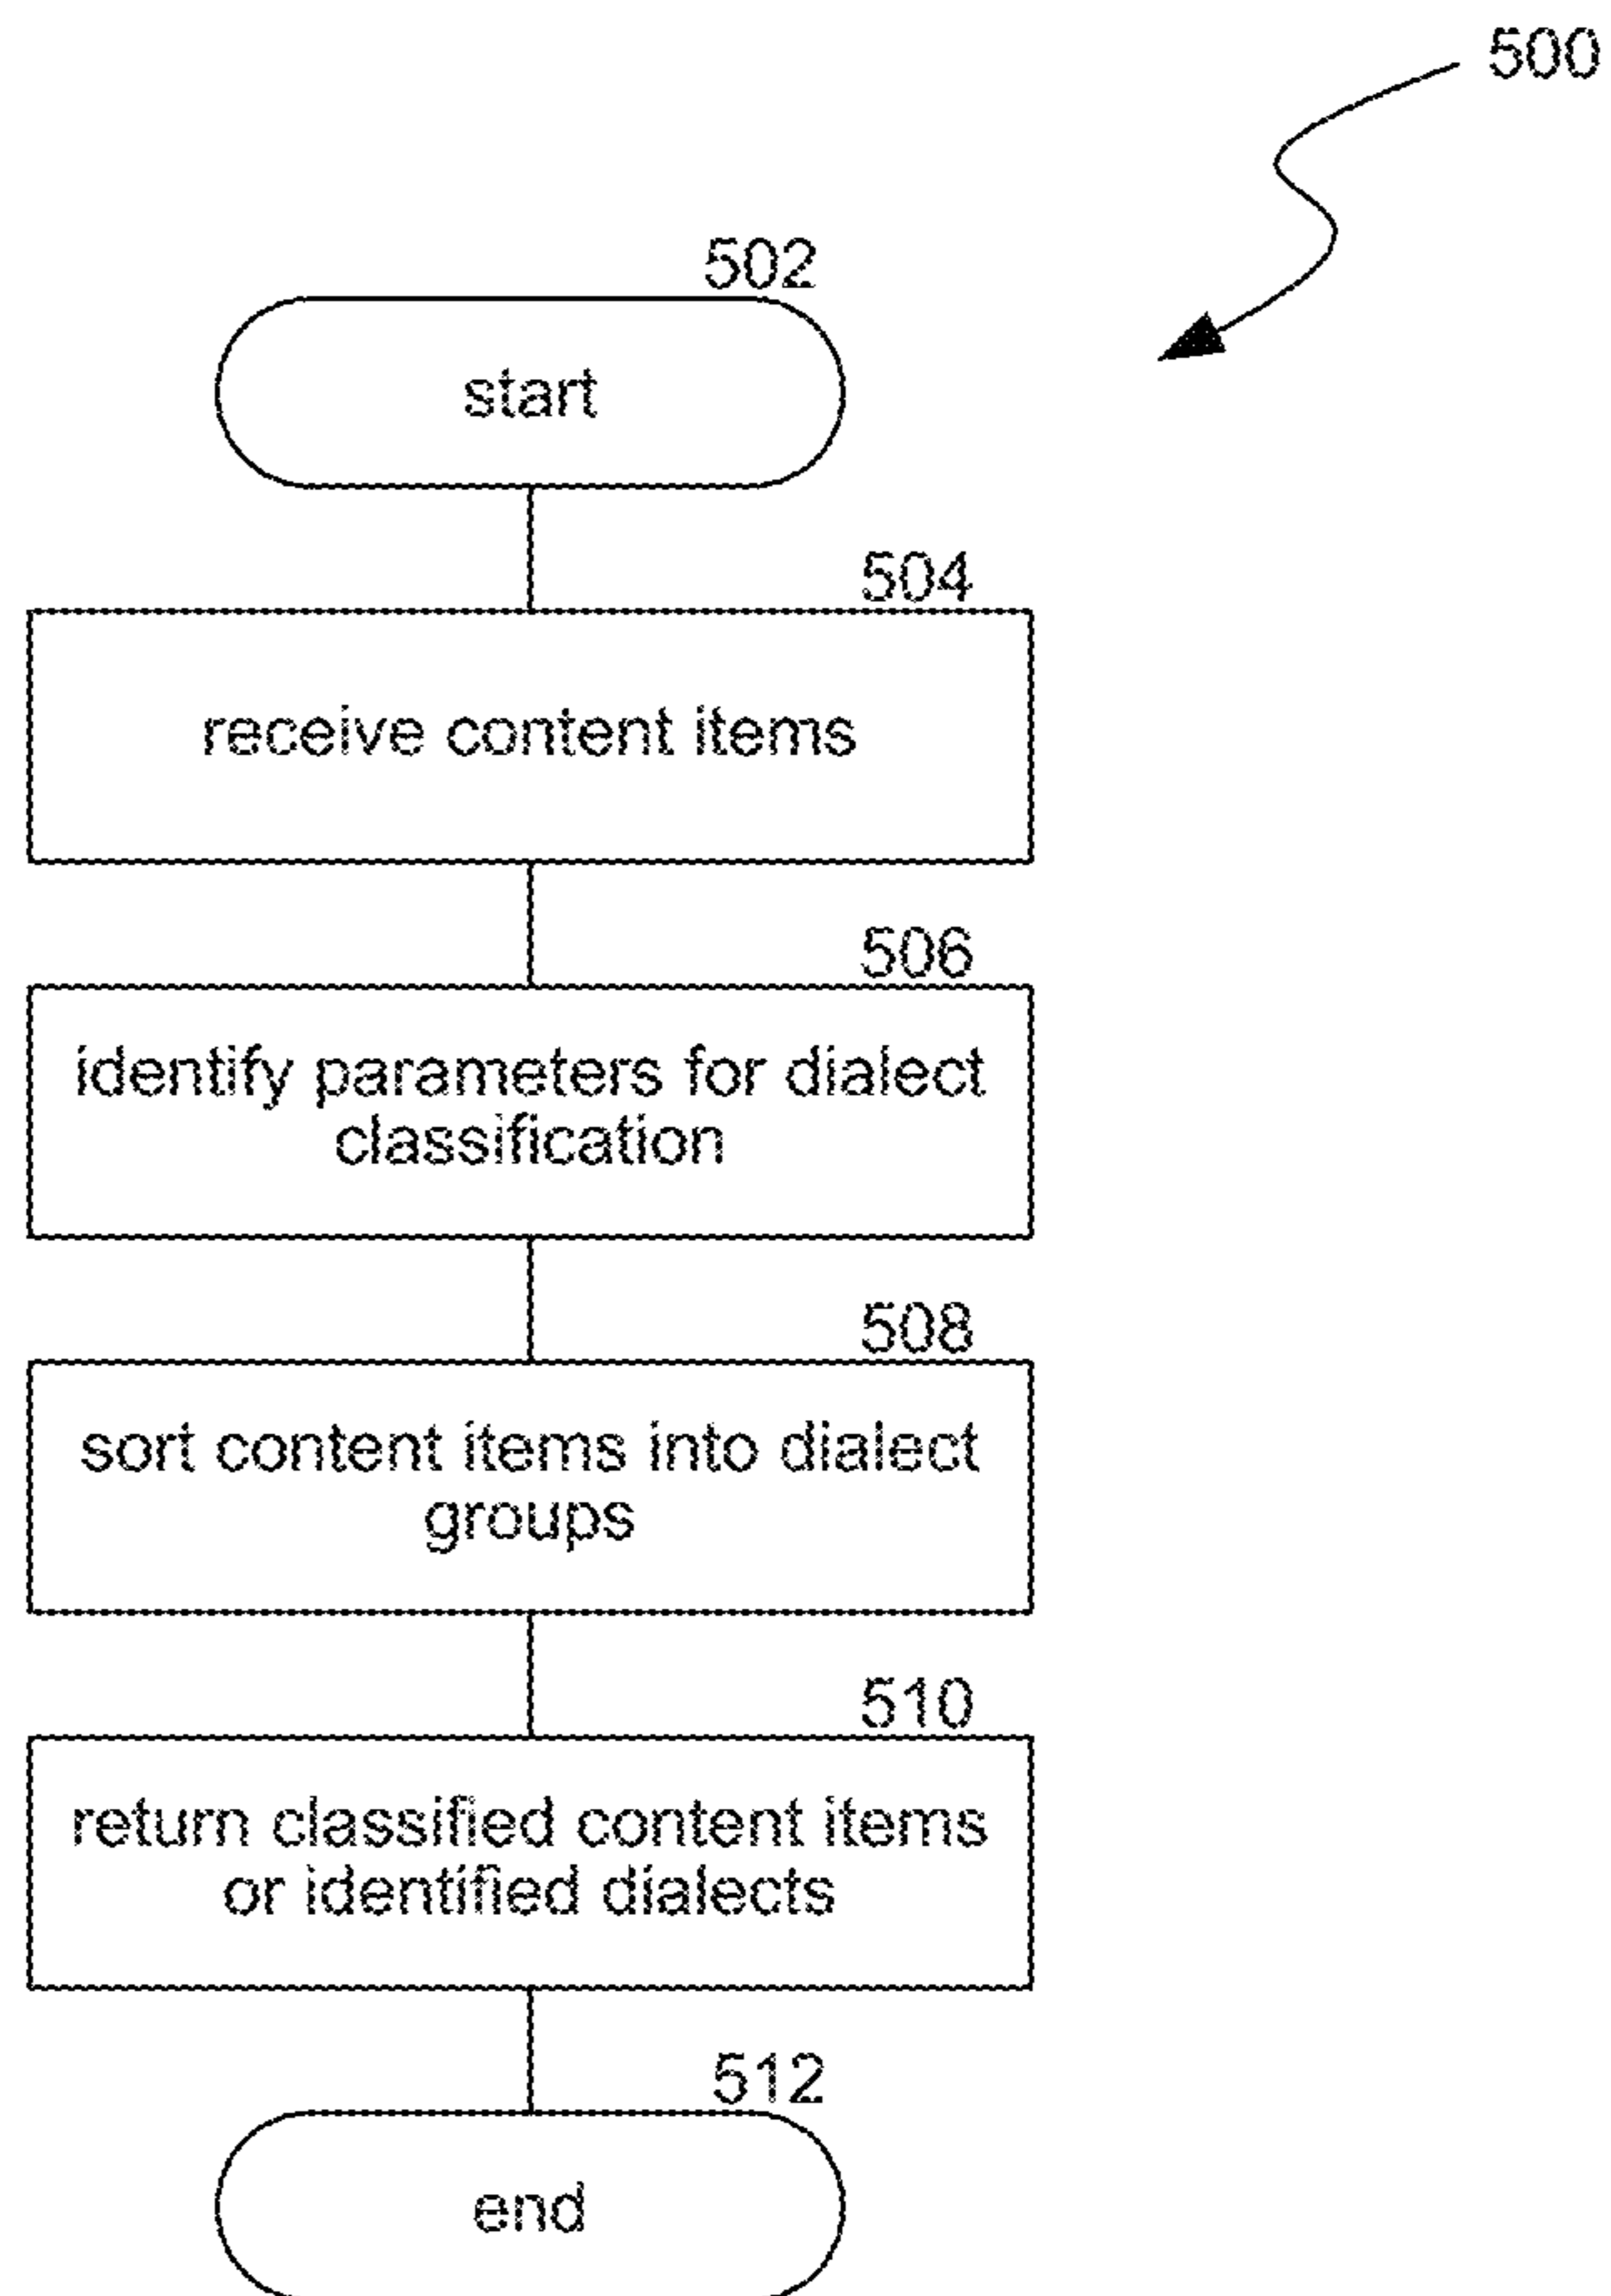 500
502
start
504
receive content items
506
identify parameters for dialect
classification
508
sort content items into dialect
groups
510
return classified content items
or identified dialects
512
end